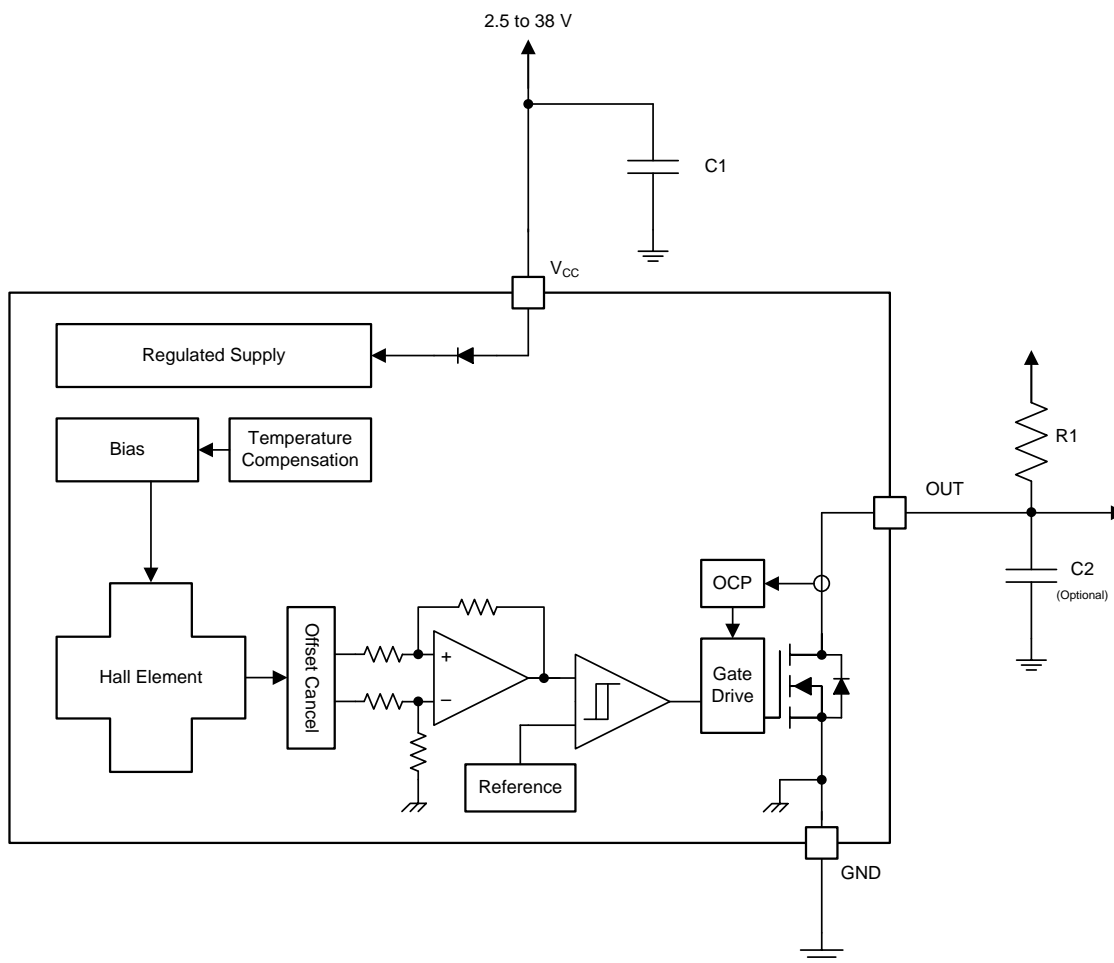 2.5 to 38 V
C1
VCC
Regulated Supply
Bias
Temperature
Compensation
R1
OUT
C2
(Optional)
OCP
Hall Element
Offset Cancel
+
–
Gate
Drive
Reference
GND